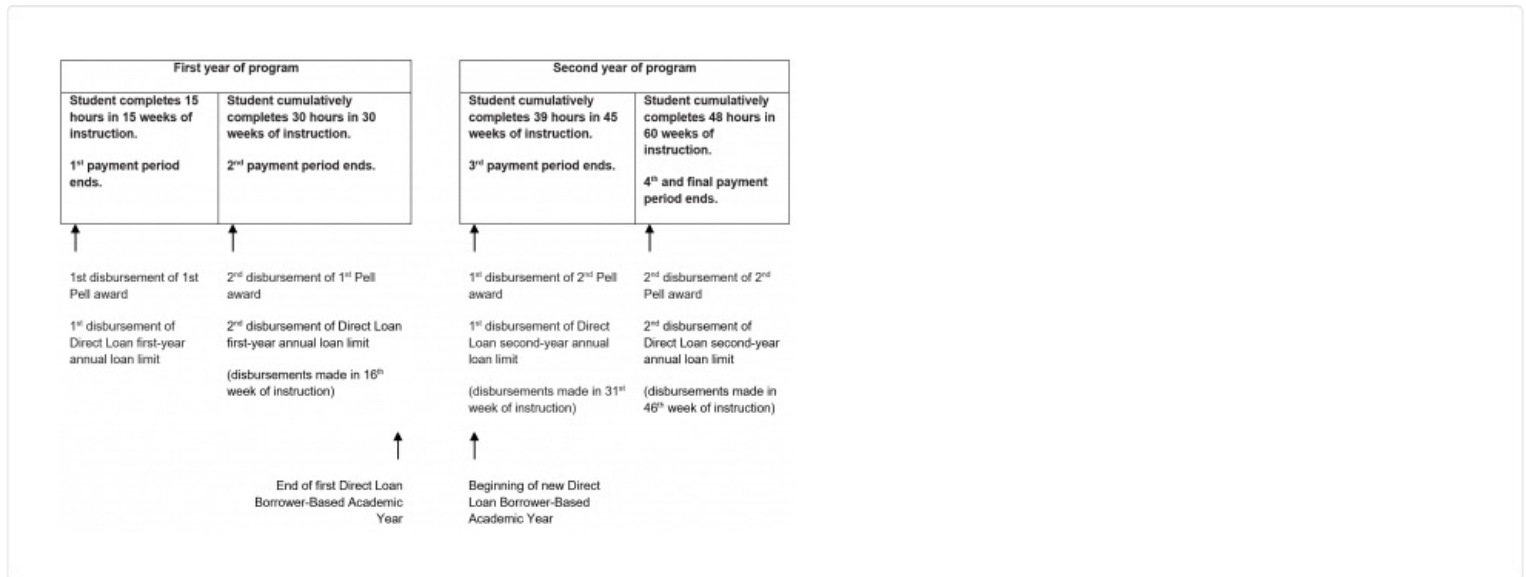 First year of program
Student completes 15
hours in 15 weeks of
instruction.
1st payment period
ends.
Student cumulatively
completes 30 hours in 30
weeks of instruction.
2nd payment period ends.
Second year of program
Student cumulatively
completes 39 hours in 45
weeks of instruction.
3rd payment period ends.
Student cumulatively
completes 48 hours in
60 weeks of
instruction.
4th and final payment
period ends.
1st disbursement of 1st
Pell award
1st disbursement of
Direct Loan first-year
annual loan limit
2nd disbursement of 1st Pell
award
2nd disbursement of Direct Loan
first-year annual loan limit
(disbursements made in 16th
week of instruction)
1st disbursement of 2nd Pell
award
1st disbursement of Direct
Loan second-year annual
loan limit
(disbursements made in 31st
week of instruction)
2nd disbursement of 2nd
Pell award
2nd disbursement of
Direct Loan second-year
annual loan limit
(disbursements made in
46th week of instruction)
End of first Direct Loan
Borrower-Based Academic
Year
Beginning of new Direct
Loan Borrower-Based
Academic Year